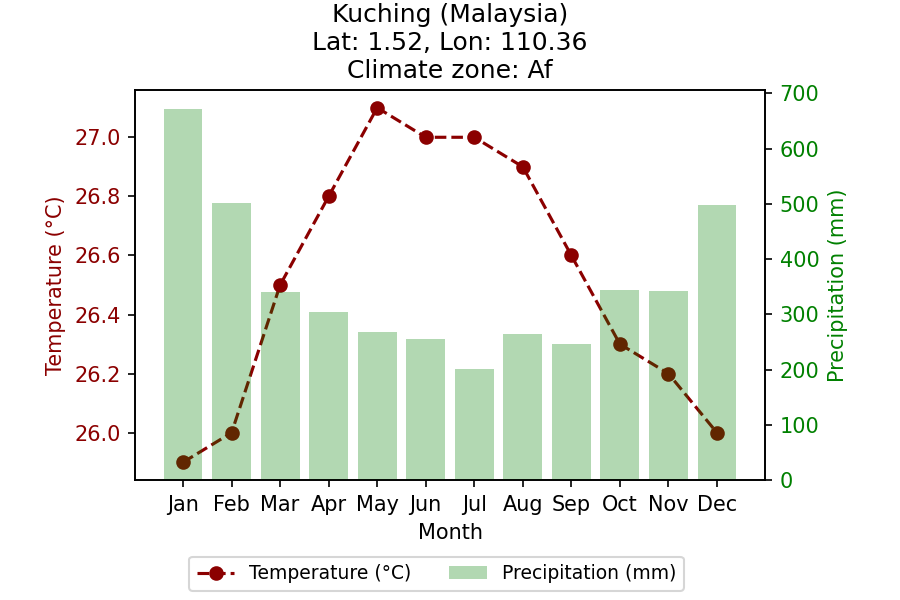 Kuching (Malaysia)
Lat: 1.52, Lon: 110.36
Climate zone: Af
Temperature (°C)
27.0
26.8
26.6
26.4
26.2
26.0
700
600
500
400
300
200
100
0
Precipitation (mm)
Jan Feb Mar Apr May Jun Jul Aug Sep Oct Nov Dec
Month
Temperature (°C) Precipitation (mm)